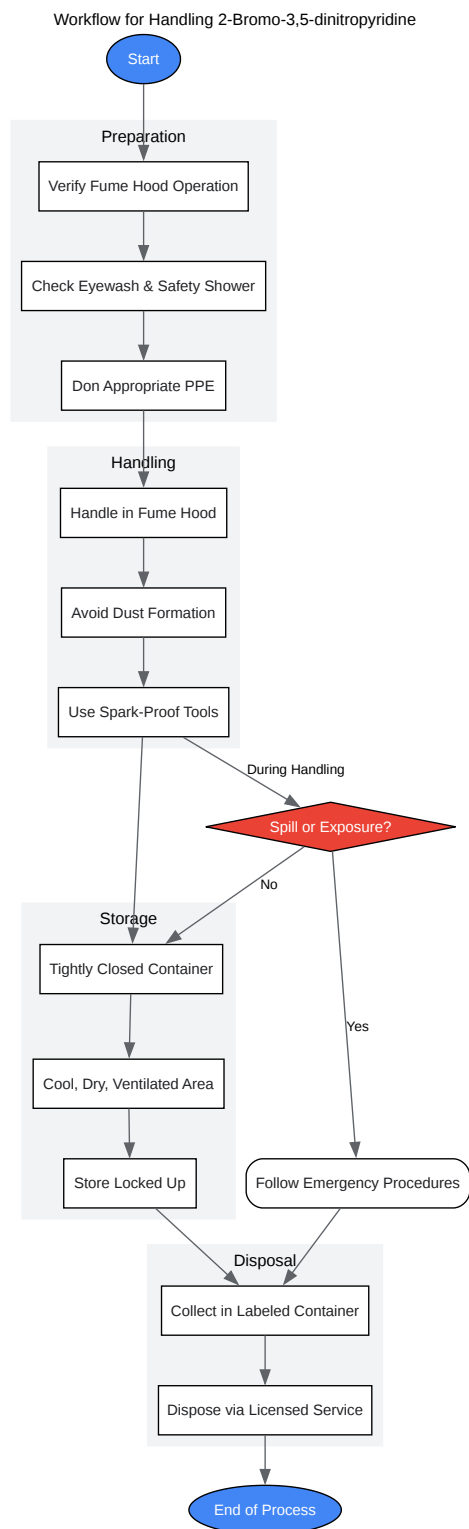 Workflow for Handling 2-Bromo-3,5-dinitropyridine
Start
Preparation
Verify Fume Hood Operation
Check Eyewash & Safety Shower
Don Appropriate PPE
Handling
Handle in Fume Hood
Avoid Dust Formation
Use Spark-Proof Tools
During Handling
Spill or Exposure?
No
Storage
Tightly Closed Container
Yes
Cool, Dry, Ventilated Area
Store Locked Up
Follow Emergency Procedures
Disposal
Collect in Labeled Container
Dispose via Licensed Service
End of Process